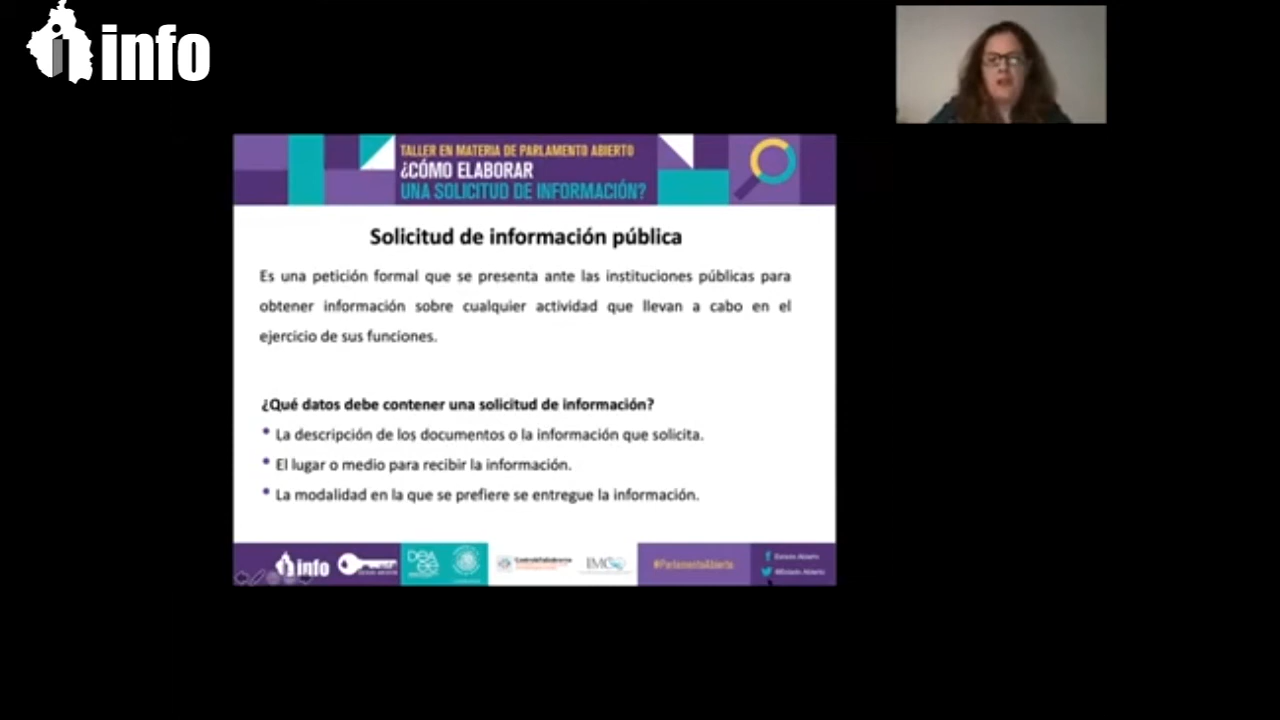 info
TALLER EN MATERIA DE PARLAMENTO ABIERTO
¿CÓMO ELABORAR
UNA SOLICITUD DE INFORMACIÓN?
Solicitud de información pública
Es una petición formal que se presenta ante las instituciones públicas para
obtener información sobre cualquier actividad que llevan a cabo en el
ejercicio de sus funciones.
¿Qué datos debe contener una solicitud de información?
• La descripción de los documentos o la información que solicita.
• El lugar o medio para recibir la información.
• La modalidad en la que se prefiere se entregue la información.
info
IMCO
#ParlamentoAbierto
Estado Abierto
@Estado_Abierto